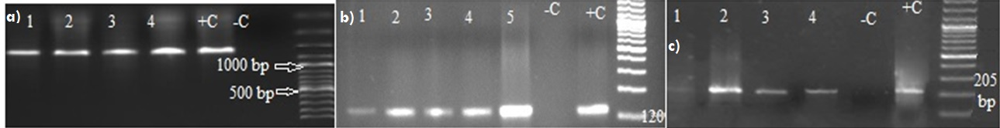 a) 1 2 3 4 +C -C
1000 bp
500 bp
b) 1 2 3 4 5 -C +C
120
c) 1 2 3 4 -C +C
205
bp